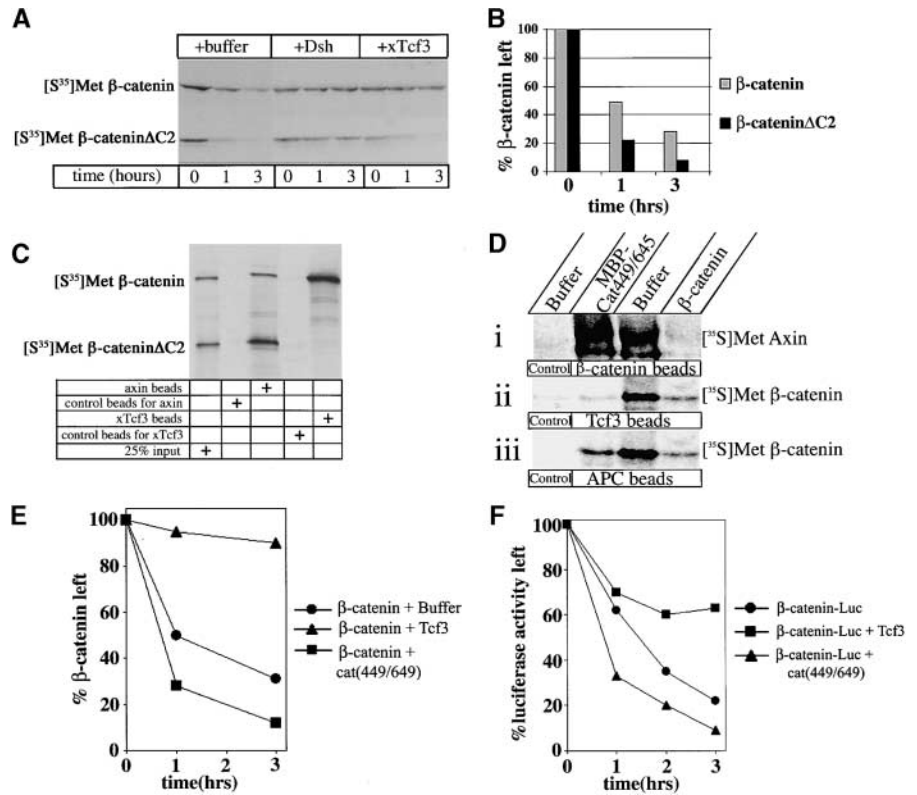 A
+buffer +Dsh +xTcf3
[S³⁵]Met β-catenin
[S³⁵]Met β-cateninΔC2
time (hours) 0 1 3 0 1 3 0 1 3
B
% β-catenin left
100
80
60
40
20
0
0 1 3
time (hrs)
β-catenin
β-cateninΔC2
C
[S³⁵]Met β-catenin
[S³⁵]Met β-cateninΔC2
axin beads +
control beads for axin +
xTcf3 beads +
control beads for xTcf3 +
25% input +
D
Buffer
MBP-
Cat449/645
Buffer
β-catenin
i
[³⁵S]Met Axin
Control β-catenin beads
ii
[³⁵S]Met β-catenin
Control Tcf3 beads
iii
[³⁵S]Met β-catenin
Control APC beads
E
% β-catenin left
100
80
60
40
20
0
0 1 2 3
time(hrs)
β-catenin + Buffer
β-catenin + Tcf3
β-catenin +
cat(449/649)
F
%luciferase activity left
100
80
60
40
20
0
0 1 2 3
time(hrs)
β-catenin-Luc
β-catenin-Luc + Tcf3
β-catenin-Luc +
cat(449/649)